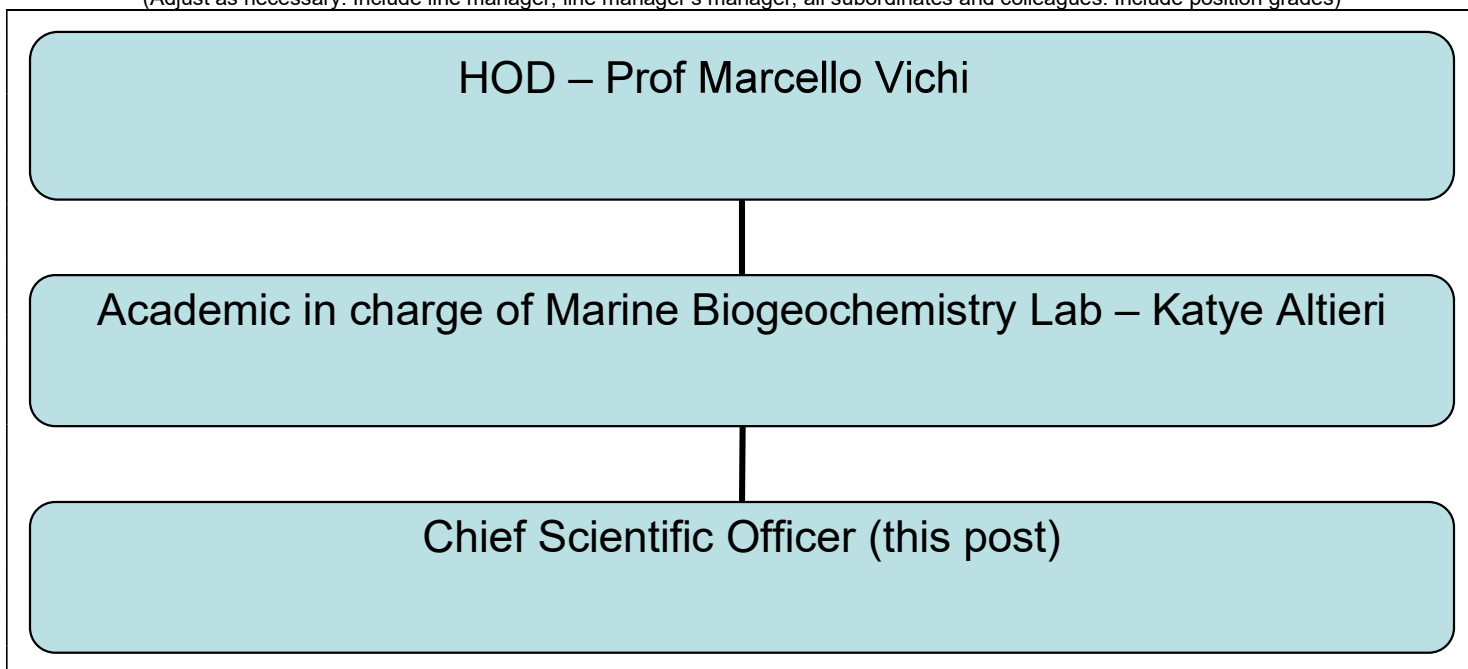 (Adjust as necessary. Include line manager, line manager's manager, all subordinates and colleagues. Include position grades)
HOD – Prof Marcello Vichi
Academic in charge of Marine Biogeochemistry Lab – Katye Altieri
Chief Scientific Officer (this post)